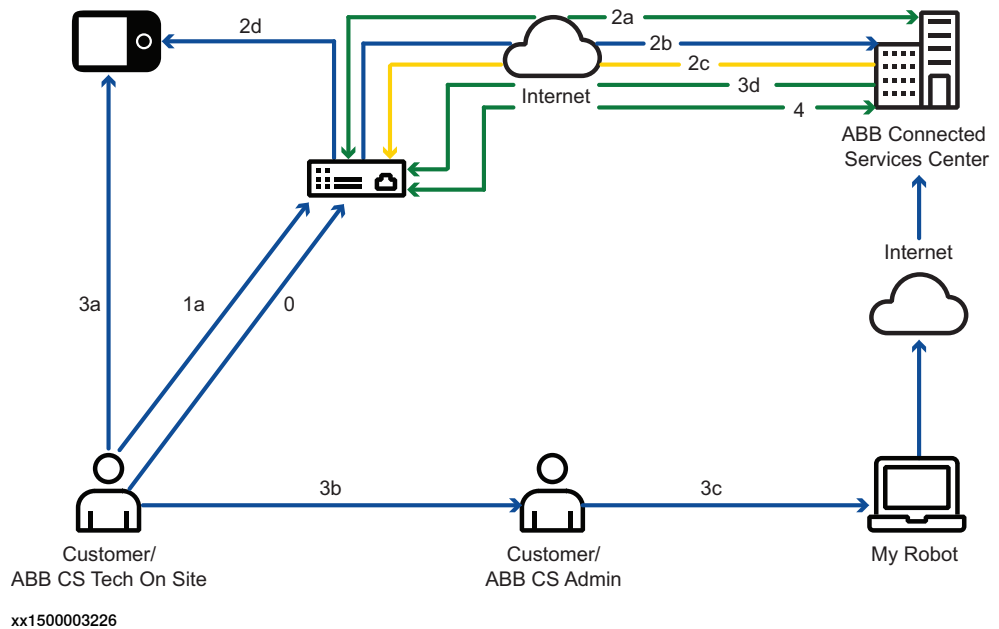 2a
2d
2b
2c
Internet
3d
4
ABB Connected
Services Center
Internet
3a
1a
0
3b
3c
Customer/
ABB CS Tech On Site
Customer/
ABB CS Admin
My Robot
xx1500003226